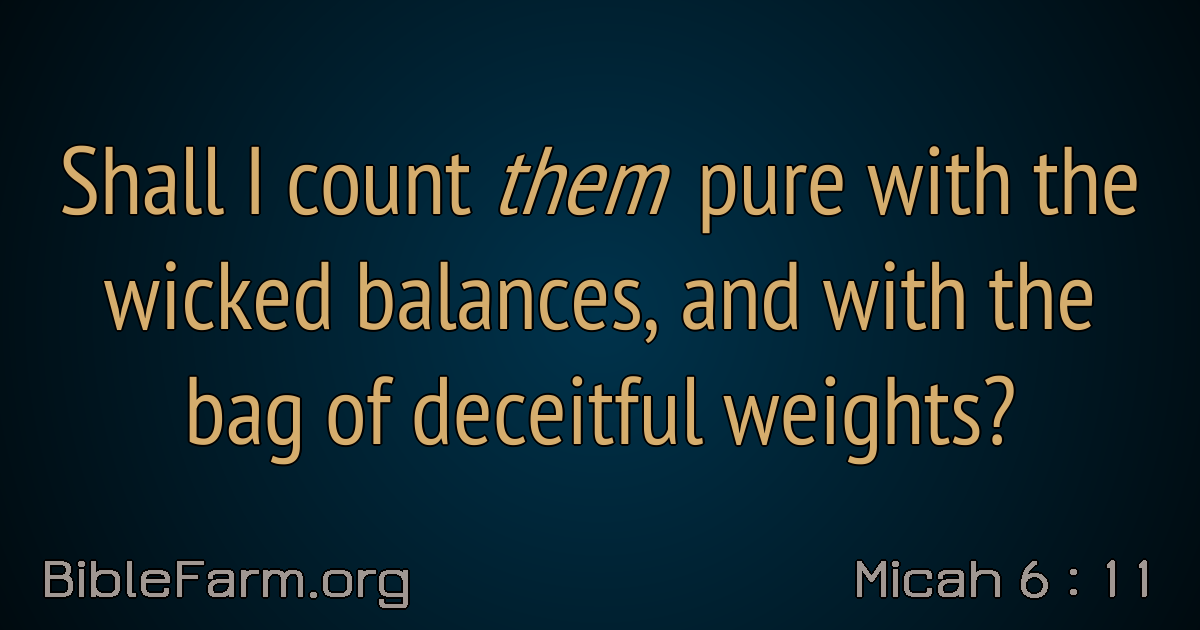 Shall I count them pure with the
wicked balances, and with the
bag of deceitful weights?
BibleFarm.org
Micah 6 : 11